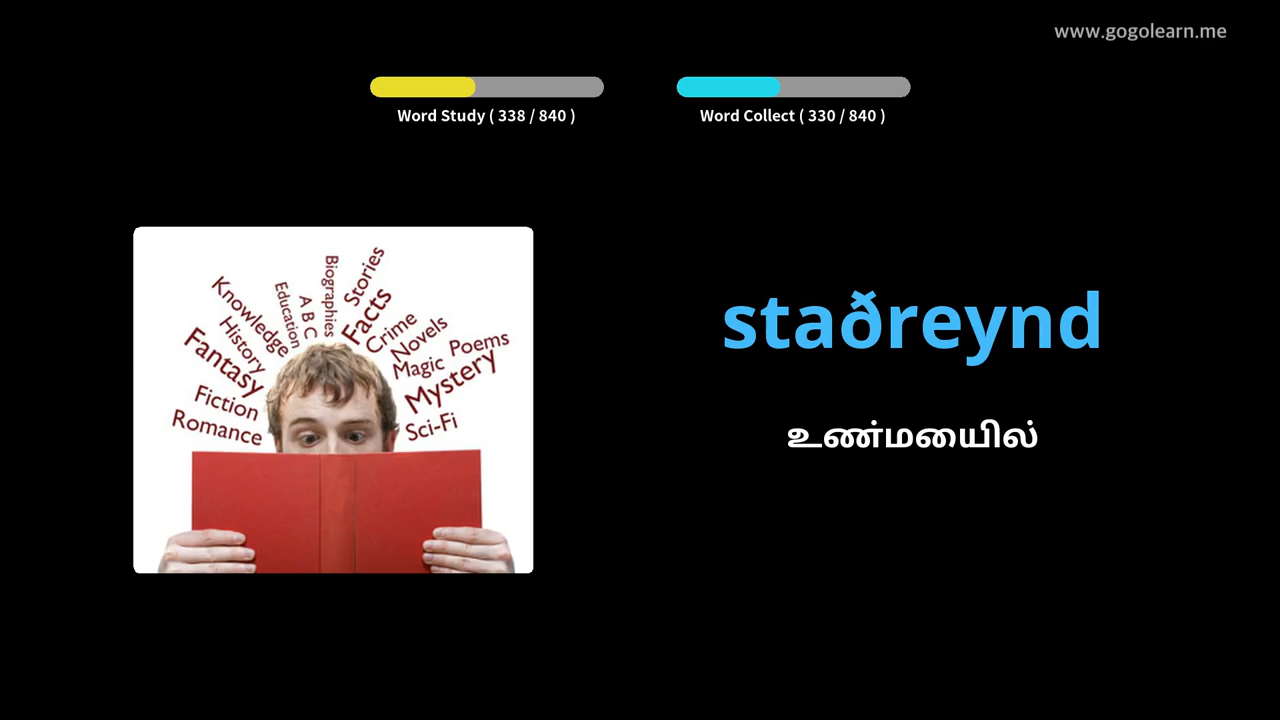 www.gogolearn.me
Word Study ( 338 / 840 )
Word Collect ( 330 / 840 )
Stories
Biographies
Facts
A B C
Education
Knowledge
Crime
History
Novels
Fantasy
Magic
Poems
Mystery
Fiction
Romance
Sci-Fi
staðreynd
உண்மையில்